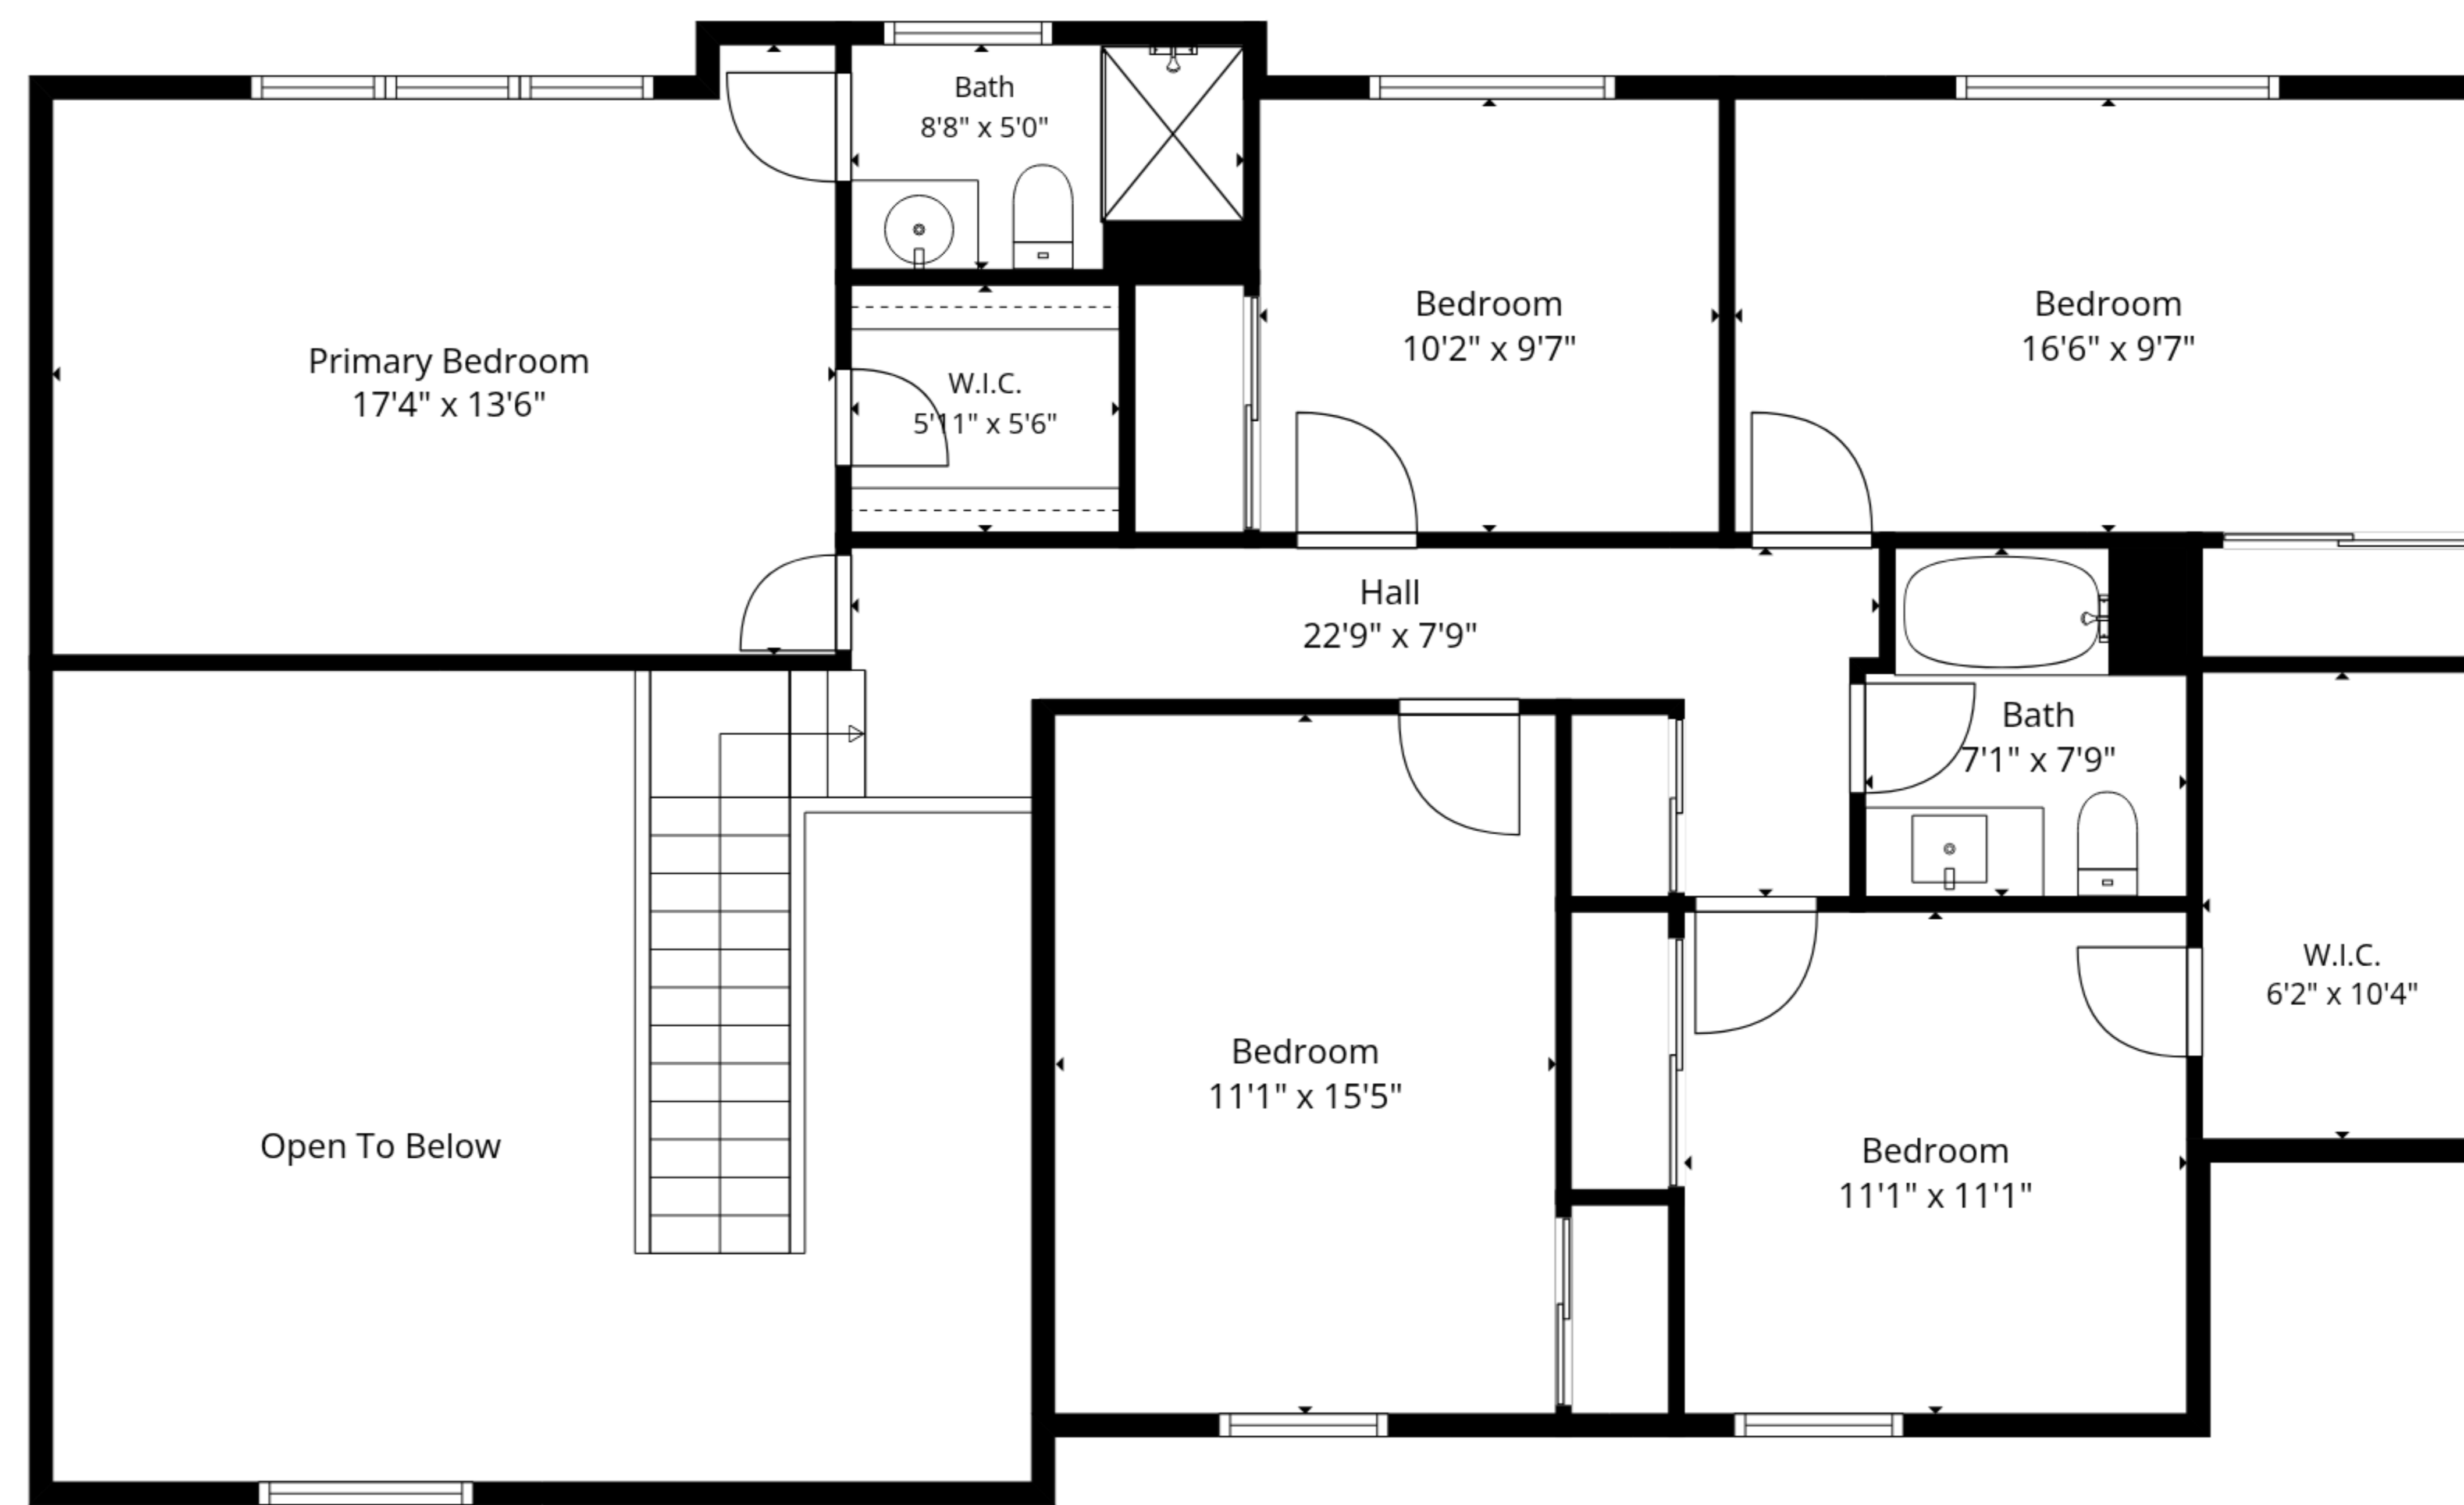 Bath
8'8" x 5'0"
Bedroom
10'2" x 9'7"
Bedroom
16'6" x 9'7"
Primary Bedroom
17'4" x 13'6"
W.I.C.
5'11" x 5'6"
Hall
22'9" x 7'9"
Bath
7'1" x 7'9"
W.I.C.
6'2" x 10'4"
Bedroom
11'1" x 15'5"
Open To Below
Bedroom
11'1" x 11'1"